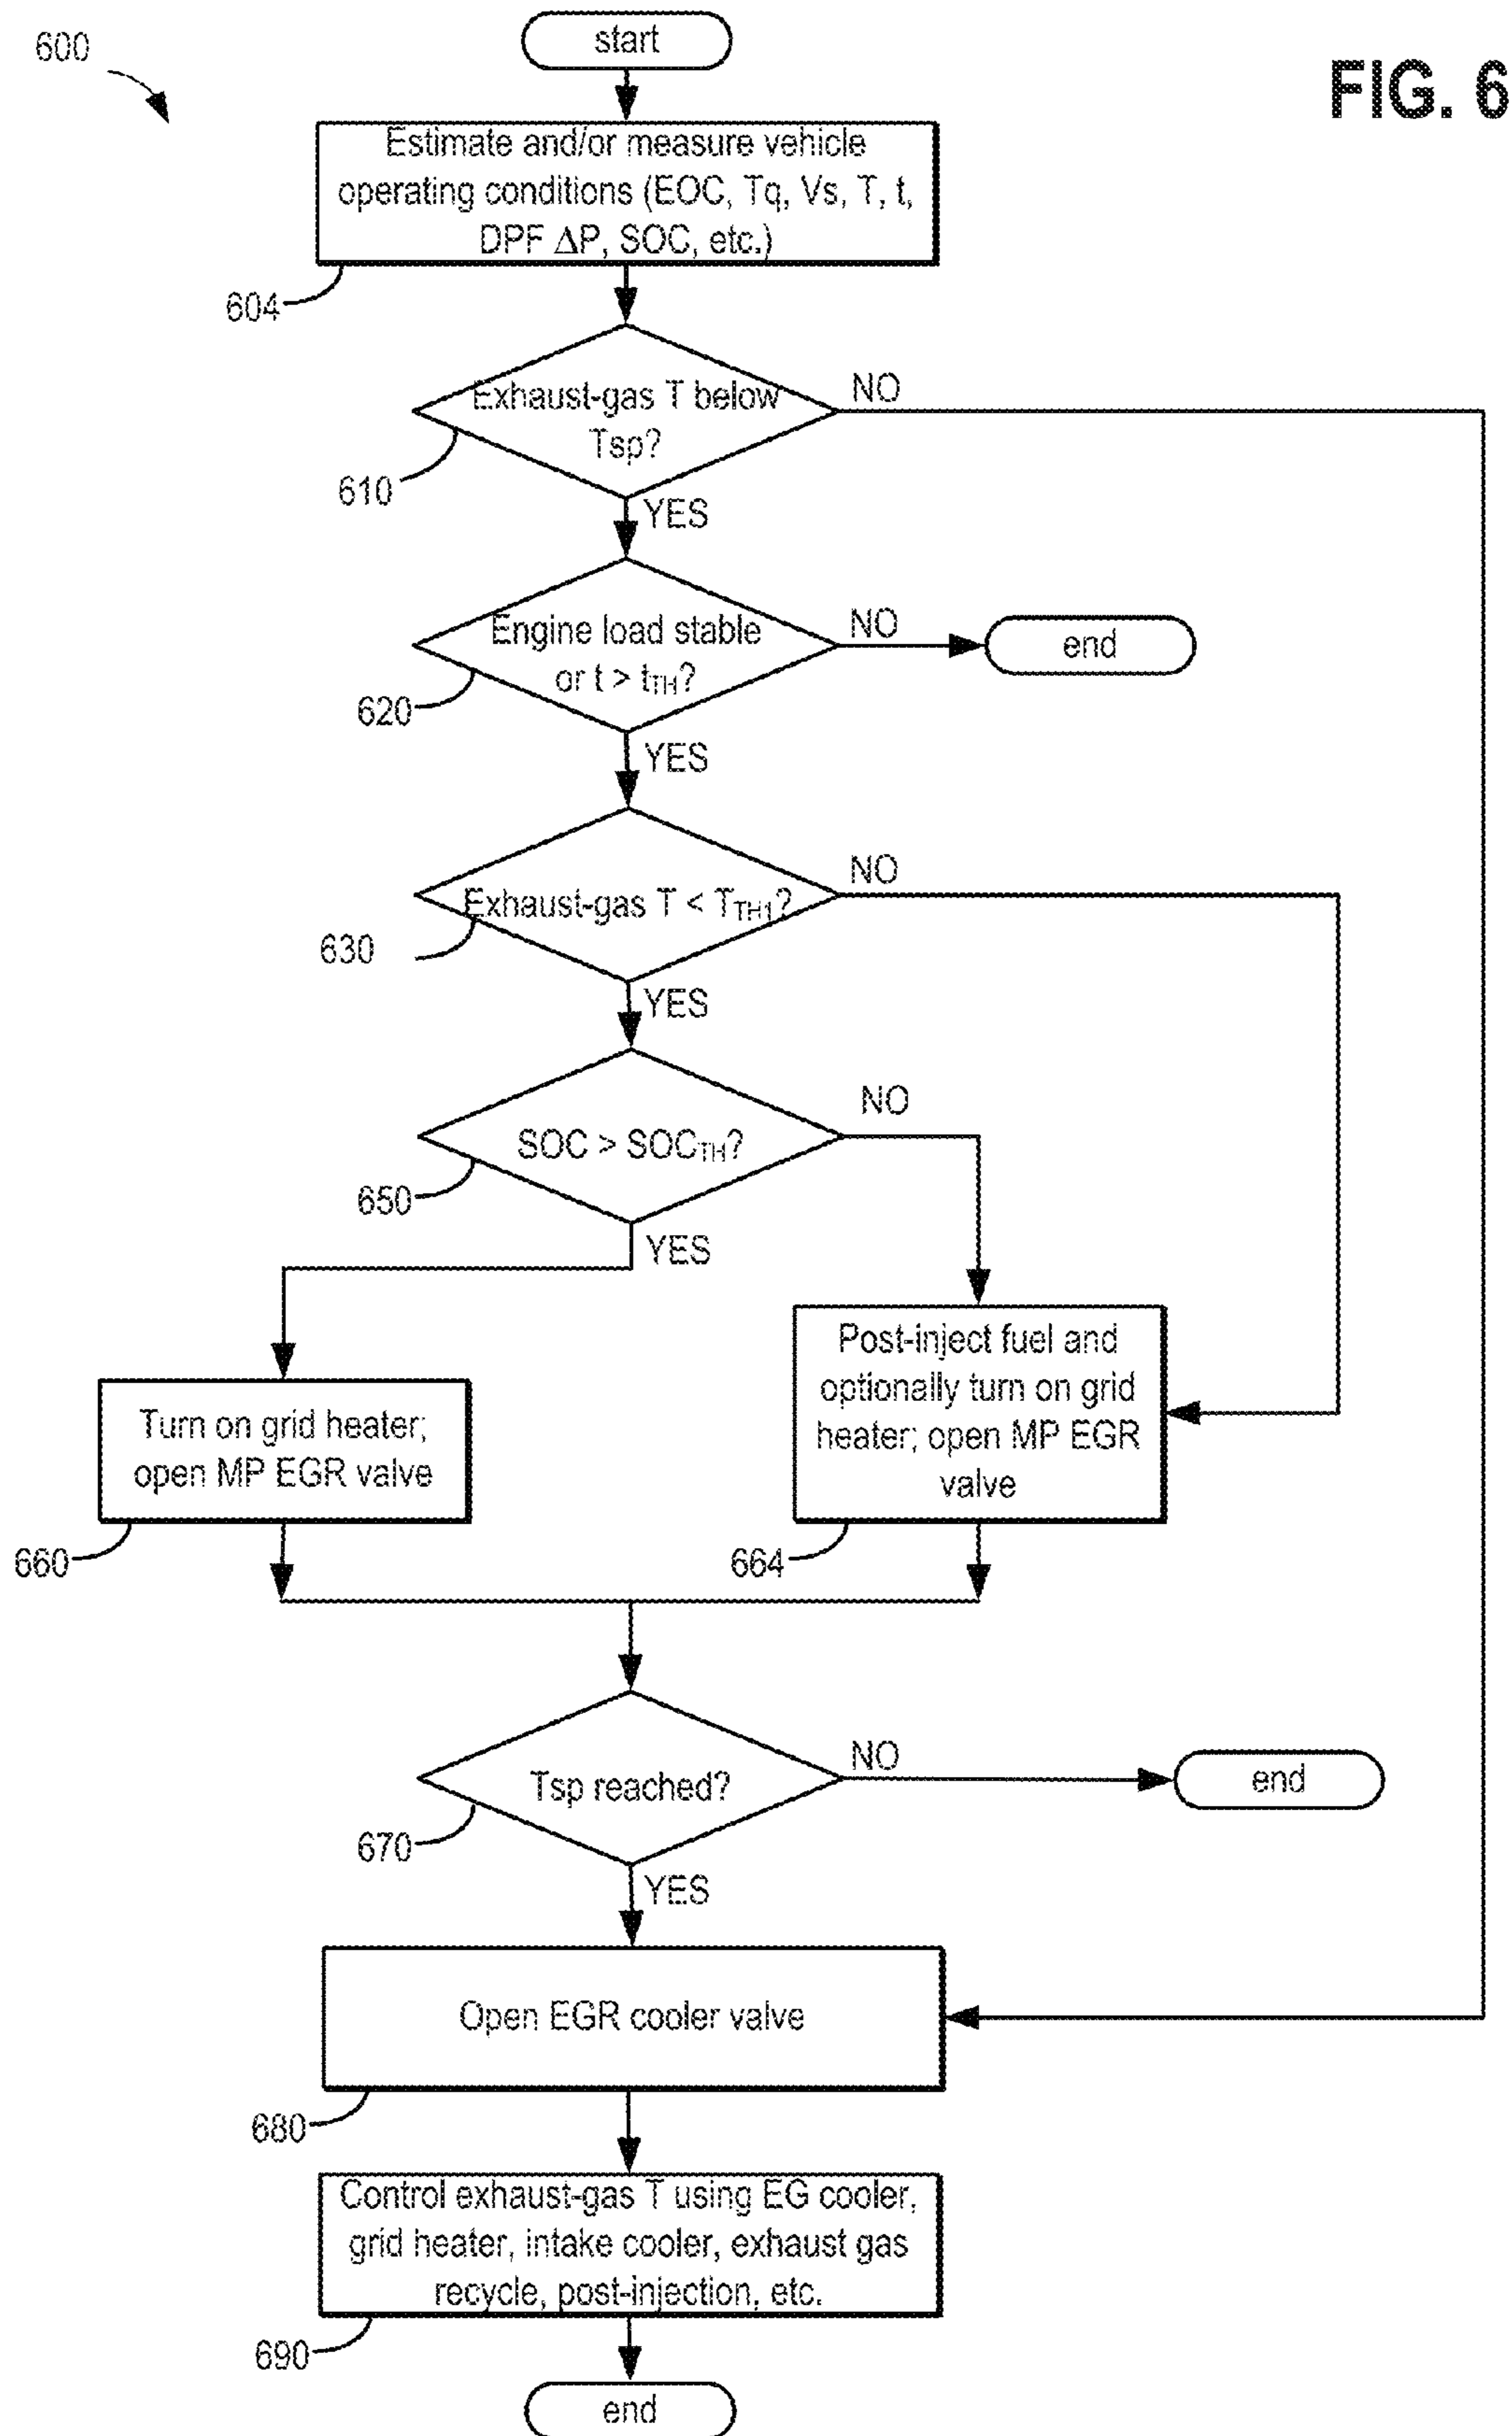 600
start
FIG. 6
Estimate and/or measure vehicle
operating conditions (EOC, Tq, Vs, T, t,
DPF ΔP, SOC, etc.)
604
Exhaust-gas T below
Tsp?
NO
610
YES
Engine load stable
or t > tTH?
NO
end
620
YES
Exhaust-gas T < TTH1?
NO
630
YES
SOC > SOCTH?
NO
650
YES
Post-inject fuel and
optionally turn on grid
heater; open MP EGR
valve
Turn on grid heater;
open MP EGR valve
660
664
Tsp reached?
NO
end
670
YES
Open EGR cooler valve
680
Control exhaust-gas T using EG cooler,
grid heater, intake cooler, exhaust gas
recycle, post-injection, etc.
690
end